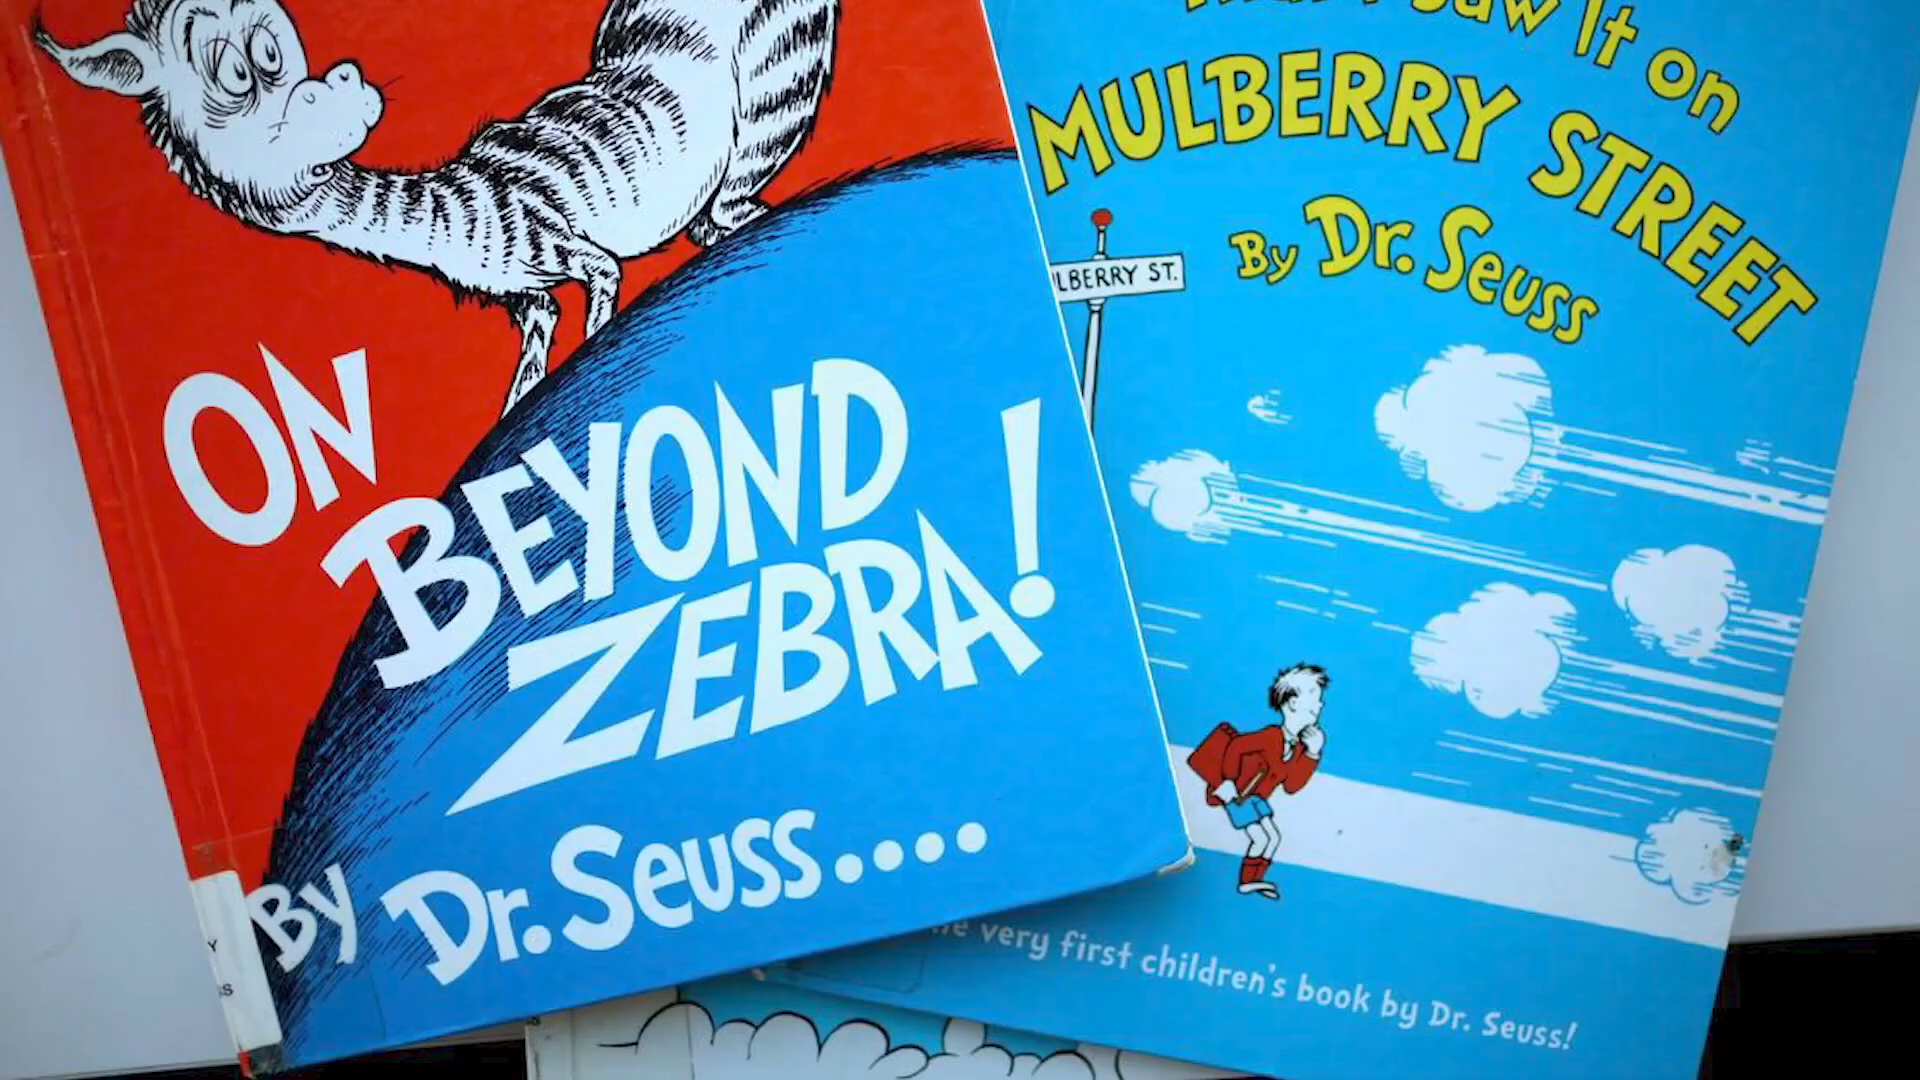 ON
BEYOND
ZEBRA!
By Dr. Seuss....
Saw It on
MULBERRY STREET
By Dr. Seuss
LBERRY ST.
very first children's book by Dr. Seuss!
Y